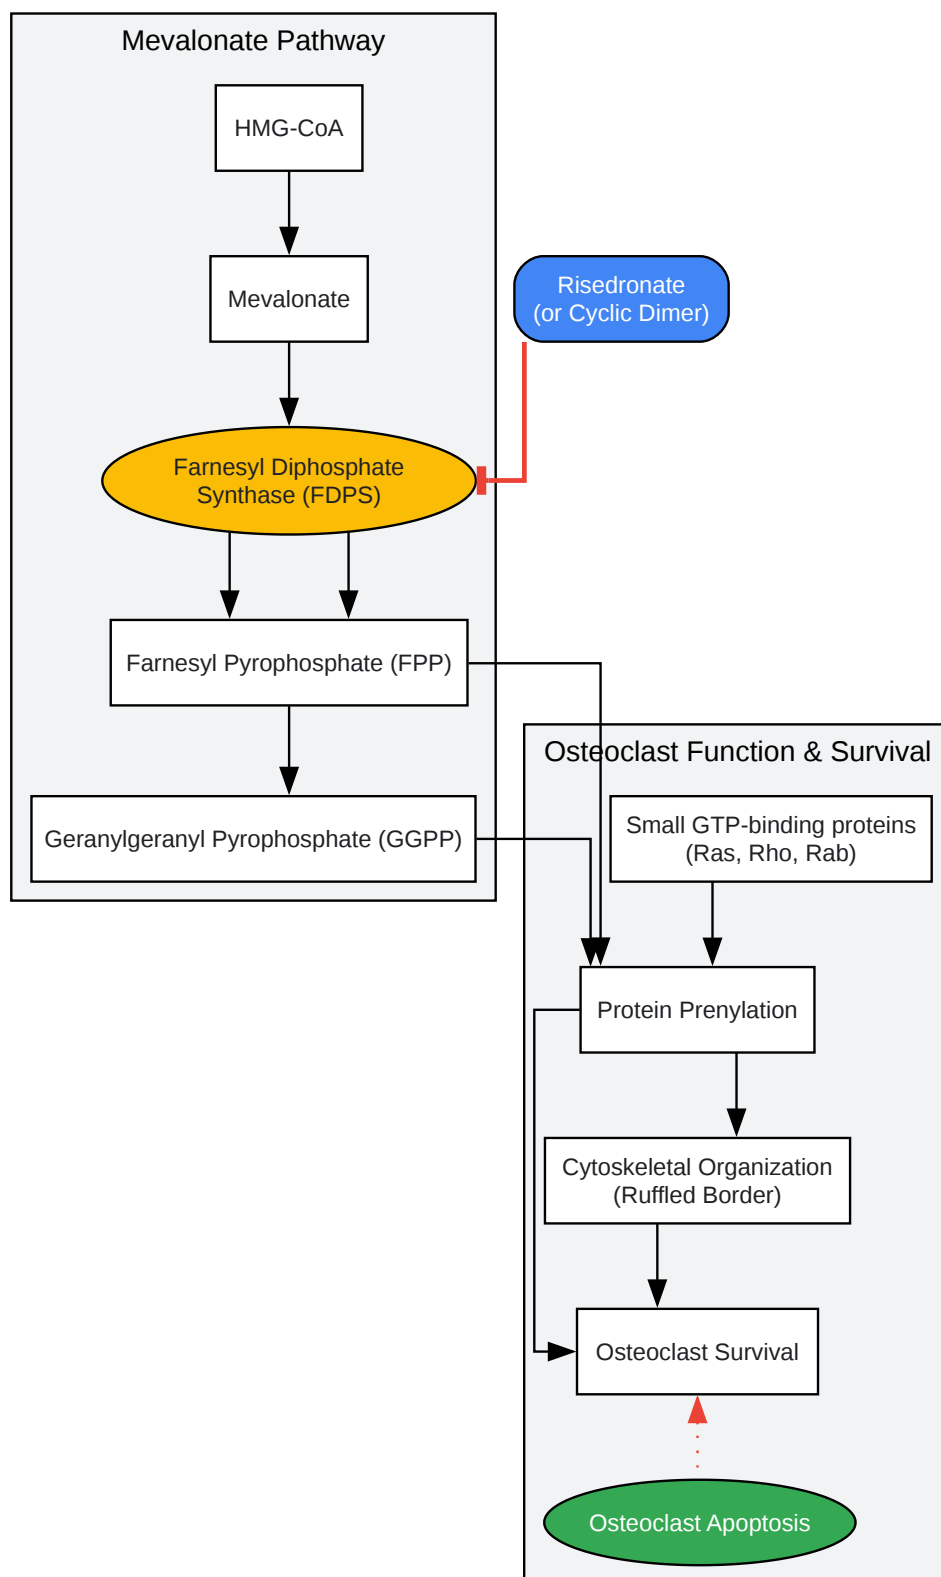 Mevalonate Pathway
HMG-CoA
Mevalonate
Risedronate
(or Cyclic Dimer)
Farnesyl Diphosphate
Synthase (FDPS)
Farnesyl Pyrophosphate (FPP)
Osteoclast Function & Survival
Geranylgeranyl Pyrophosphate (GGPP)
Small GTP-binding proteins
(Ras, Rho, Rab)
Protein Prenylation
Cytoskeletal Organization
(Ruffled Border)
Osteoclast Survival
Osteoclast Apoptosis